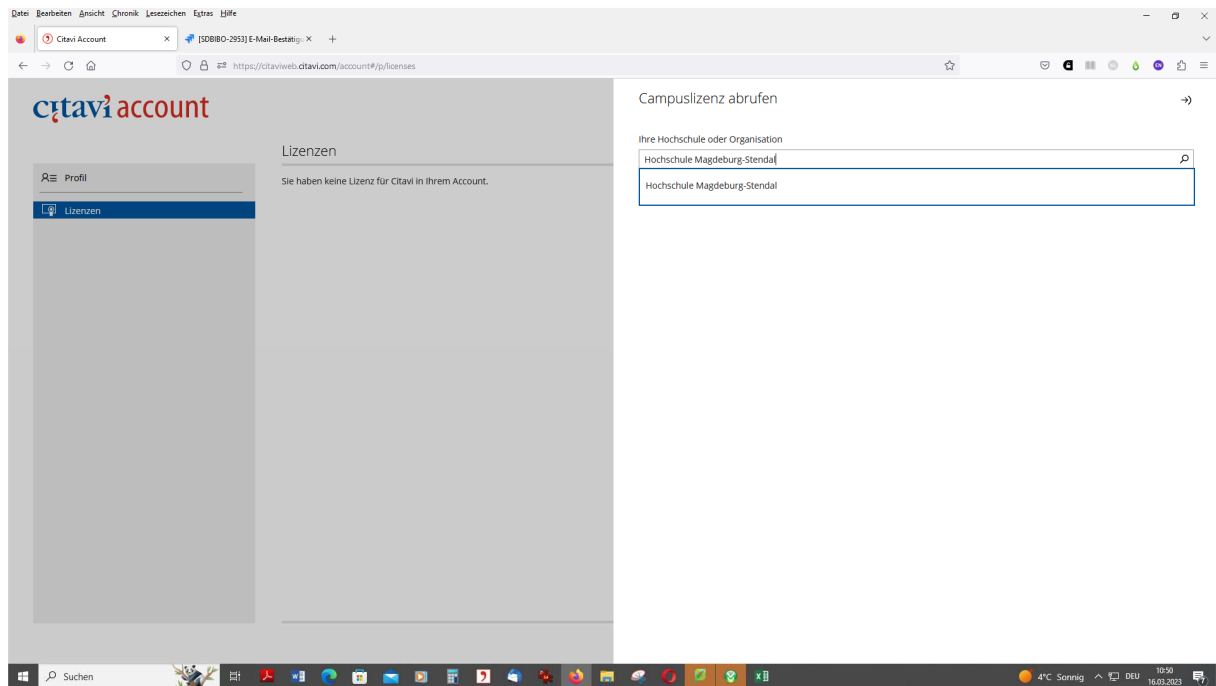 Datei Bearbeiten Ansicht Chronik Lesezeichen Extras Hilfe
Citavi Account
[SDBIBO-2953] E-Mail-Bestätig
https://citaviweb.citavi.com/account#/p/licenses
citavi account
Profil
Lizenzen
Lizenzen
Sie haben keine Lizenz für Citavi in Ihrem Account.
Campuslizenz abrufen
Ihre Hochschule oder Organisation
Hochschule Magdeburg-Stendal
Hochschule Magdeburg-Stendal
Suchen
4°C Sonnig
DEU
10:50
16.03.2023